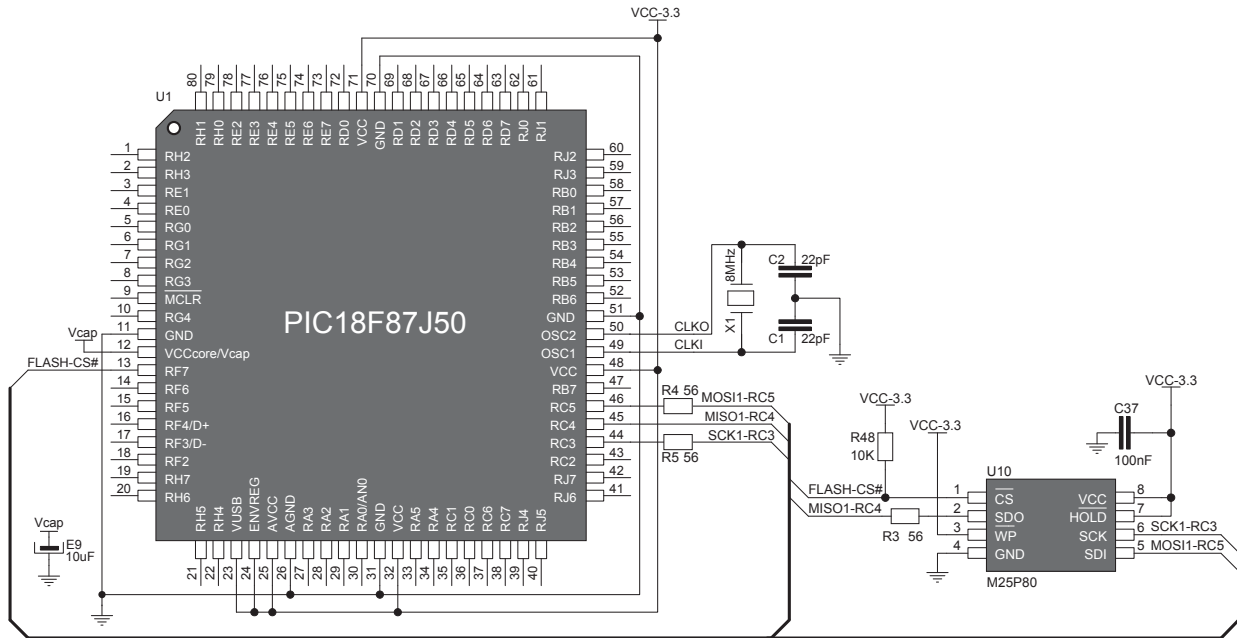 VCC-3.3
U1
80 79 78 77 76 75 74 73 72 71 70 69 68 67 66 65 64 63 62 61
RH1 RH0 RE2 RE3 RE4 RE5 RE6 RE7 RD0 VCC GND RD1 RD2 RD3 RD4 RD5 RD6 RD7 RJ0 RJ1
1 RH2
2 RH3
3 RE1
4 RE0
5 RG0
6 RG1
7 RG2
8 RG3
9 MCLR
10 RG4
11 GND
Vcap
12 VCCcore/Vcap
FLASH-CS# 13 RF7
14 RF6
15 RF5
16 RF4/D+
17 RF3/D-
18 RF2
19 RH7
20 RH6
PIC18F87J50
RJ2 60
RJ3 59
RB0 58
RB1 57
RB2 56
RB3 55
RB4 54
RB5 53
RB6 52
GND 51
OSC2 50 CLKO
OSC1 49 CLKI
VCC 48
RB7 47
RC5 46
RC4 45
RC3 44
RC2 43
RJ7 42
RJ6 41
RH5 RH4 VUSB ENVREG AVCC AGND RA3 RA2 RA1 RA0/AN0 GND VCC RA5 RA4 RC1 RC0 RC6 RC7 RJ4 RJ5
21 22 23 24 25 26 27 28 29 30 31 32 33 34 35 36 37 38 39 40
8MHz
X1
C2 22pF
C1 22pF
R4 56
MOSI1-RC5
MISO1-RC4
SCK1-RC3
R5 56
Vcap
E9
10uF
VCC-3.3
R48
10K
VCC-3.3
VCC-3.3
C37
100nF
U10
FLASH-CS# 1 CS
MISO1-RC4 2 SDO
R3 56
3 WP
4 GND
VCC 8
HOLD 7
SCK 6 SCK1-RC3
SDI 5 MOSI1-RC5
M25P80